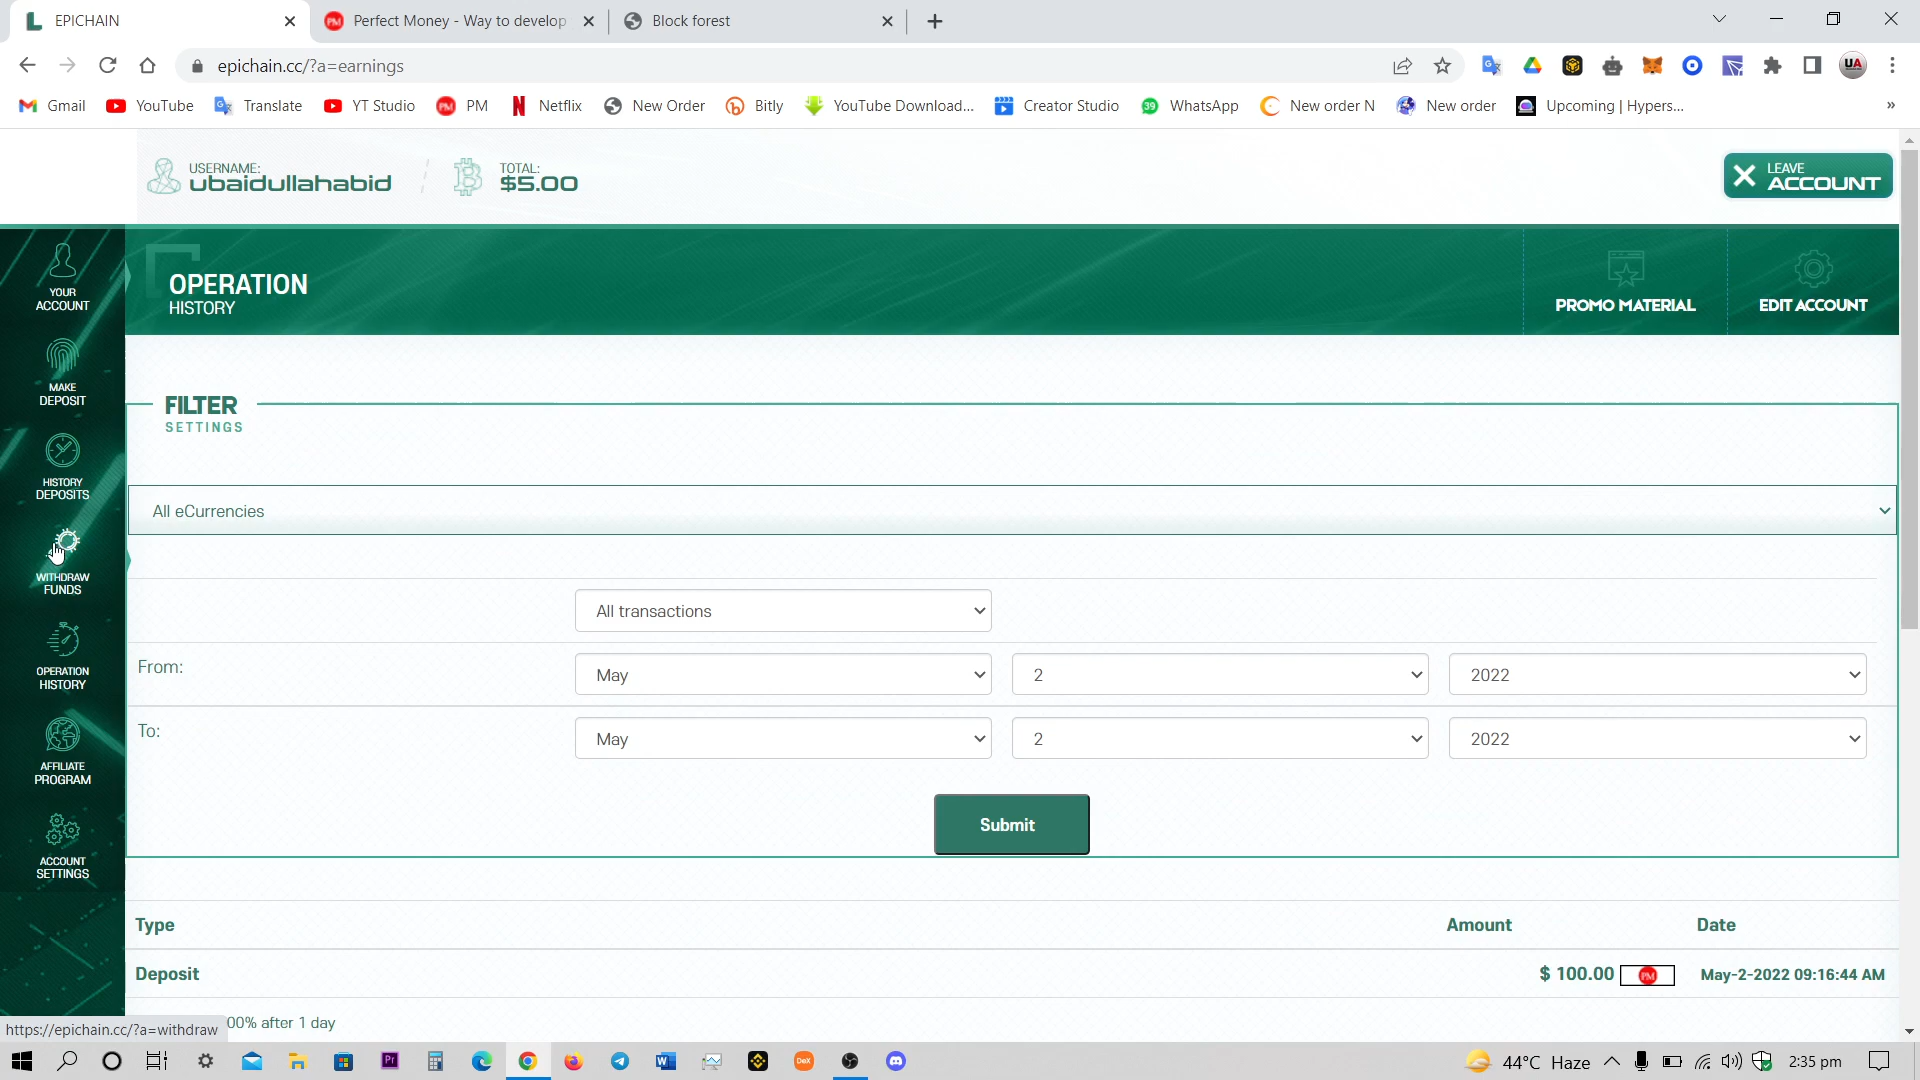 EPICHAIN
Perfect Money - Way to develop
Block forest
epichain.cc/?a=earnings
UA
Gmail
YouTube
Translate
YT Studio
PM
Netflix
New Order
Bitly
YouTube Download...
Creator Studio
39
WhatsApp
New order N
New order
Upcoming | Hypers...
»
USERNAME:
ubaidullahabid
TOTAL:
$5.00
LEAVE
ACCOUNT
YOUR
ACCOUNT
OPERATION
HISTORY
PROMO MATERIAL
EDIT ACCOUNT
MAKE
DEPOSIT
FILTER
SETTINGS
HISTORY
DEPOSITS
All eCurrencies
WITHDRAW
FUNDS
All transactions
OPERATION
HISTORY
From:
May
2
2022
To:
May
2
2022
AFFILIATE
PROGRAM
Submit
ACCOUNT
SETTINGS
Type
Amount
Date
Deposit
$ 100.00
PM
May-2-2022 09:16:44 AM
https://epichain.cc/?a=withdraw
00% after 1 day
Pr
DeX
44°C Haze
2:35 pm